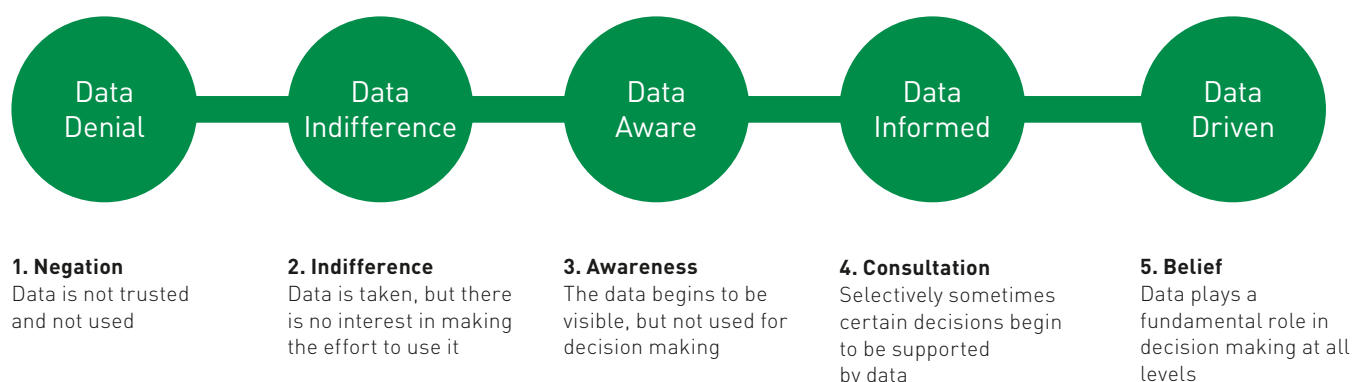 Data
Denial
Data
Indifference
Data
Aware
Data
Informed
Data
Driven
1. Negation
Data is not trusted
and not used
2. Indifference
Data is taken, but there
is no interest in making
the effort to use it
3. Awareness
The data begins to be
visible, but not used for
decision making
4. Consultation
Selectively sometimes
certain decisions begin
to be supported
by data
5. Belief
Data plays a
fundamental role in
decision making at all
levels